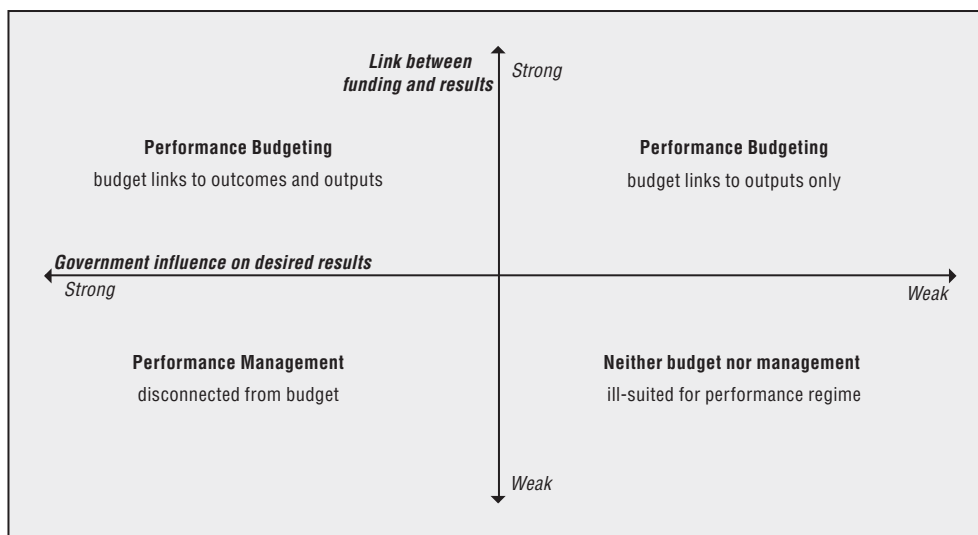 Link between
funding and results
Strong
Performance Budgeting
budget links to outcomes and outputs
Performance Budgeting
budget links to outputs only
Government influence on desired results
Strong
Weak
Performance Management
disconnected from budget
Neither budget nor management
ill-suited for performance regime
Weak